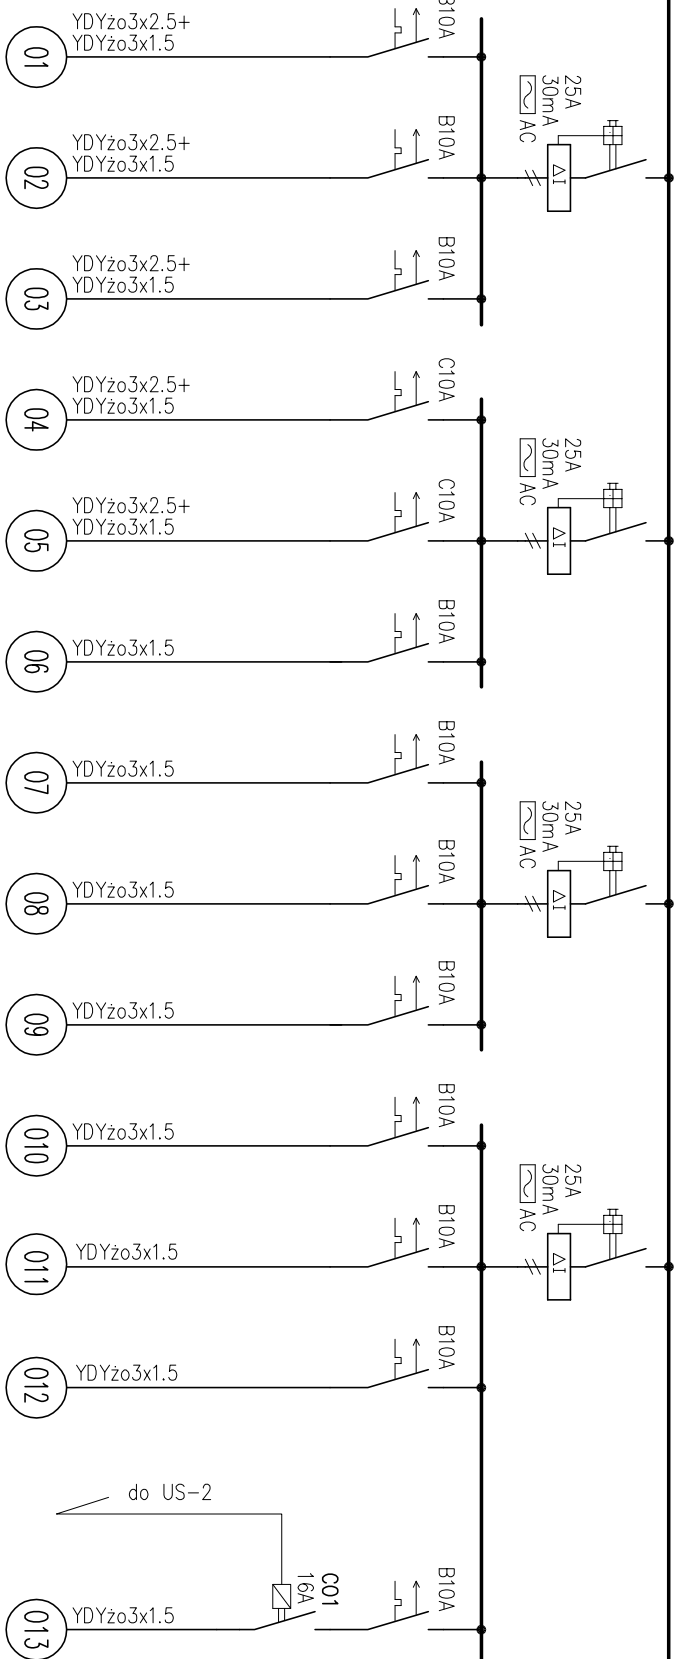 YDYżo3x2.5+
YDYżo3x1.5
01
B10A
25A
30mA
AC
ΔI
YDYżo3x2.5+
YDYżo3x1.5
02
B10A
YDYżo3x2.5+
YDYżo3x1.5
03
B10A
YDYżo3x2.5+
YDYżo3x1.5
04
C10A
25A
30mA
AC
ΔI
YDYżo3x2.5+
YDYżo3x1.5
05
C10A
YDYżo3x1.5
06
B10A
YDYżo3x1.5
07
B10A
25A
30mA
AC
ΔI
YDYżo3x1.5
08
B10A
YDYżo3x1.5
09
B10A
YDYżo3x1.5
010
B10A
25A
30mA
AC
ΔI
YDYżo3x1.5
011
B10A
YDYżo3x1.5
012
B10A
do US-2
CO1
16A
YDYżo3x1.5
013
B10A